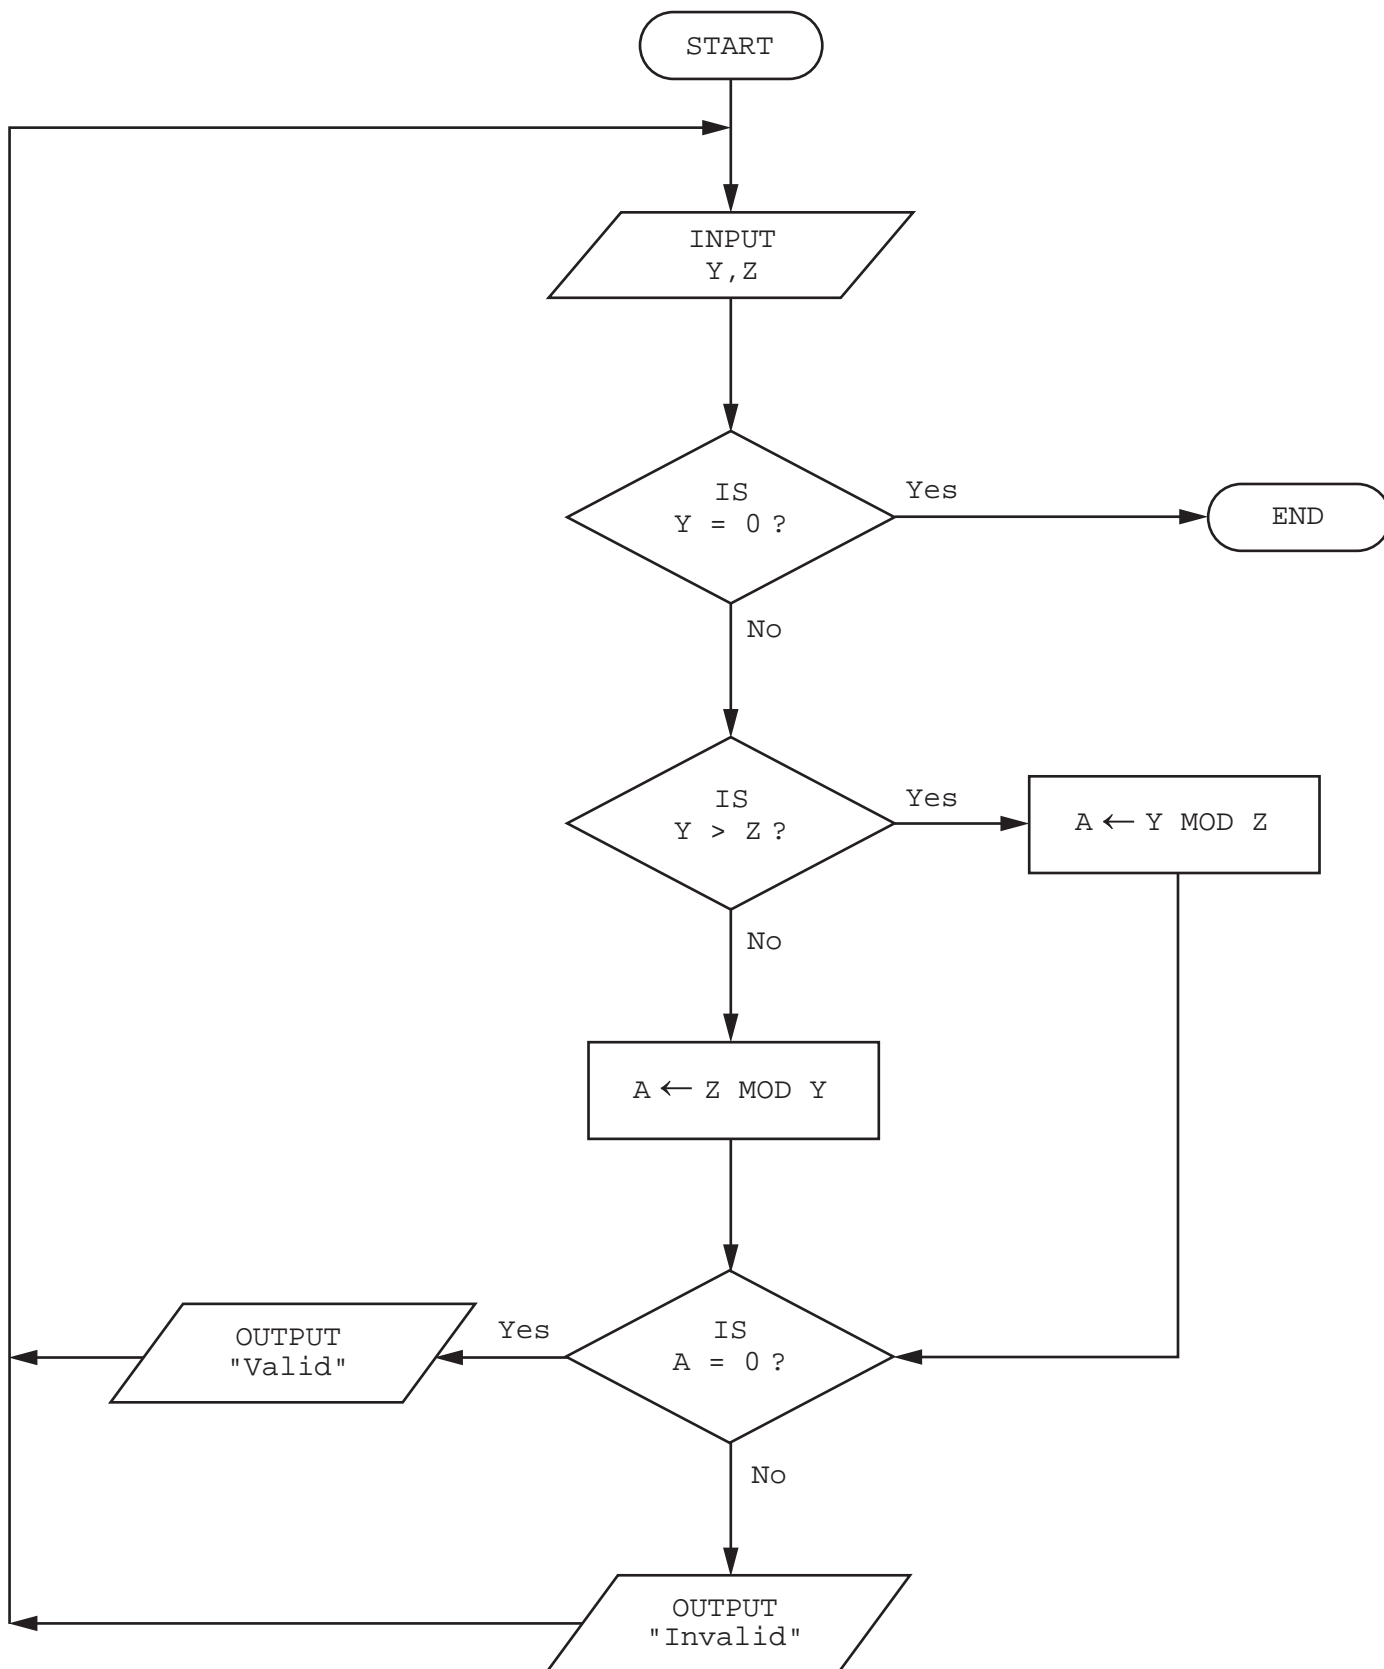 START
INPUT
Y,Z
IS
Y = 0 ?
Yes
END
No
IS
Y > Z ?
Yes
A ← Y MOD Z
No
A ← Z MOD Y
IS
A = 0 ?
Yes
OUTPUT
"Valid"
No
OUTPUT
"Invalid"